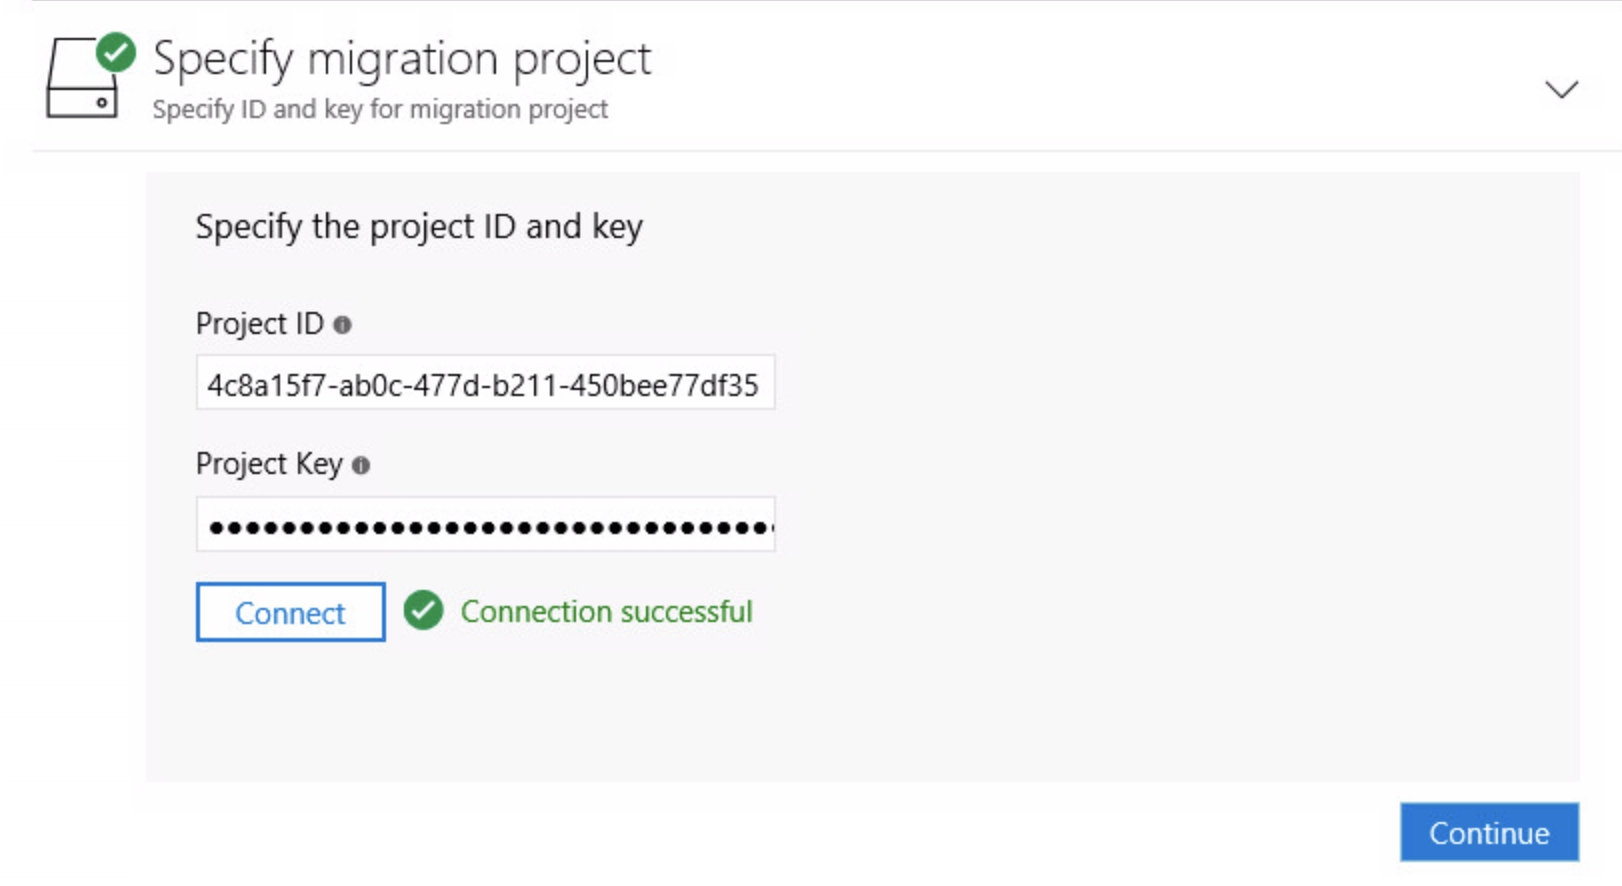 Specify migration project
Specify ID and key for migration project
Specify the project ID and key
Project ID
4c8a15f7-ab0c-477d-b211-450bee77df35
Project Key
Connect
Connection successful
Continue